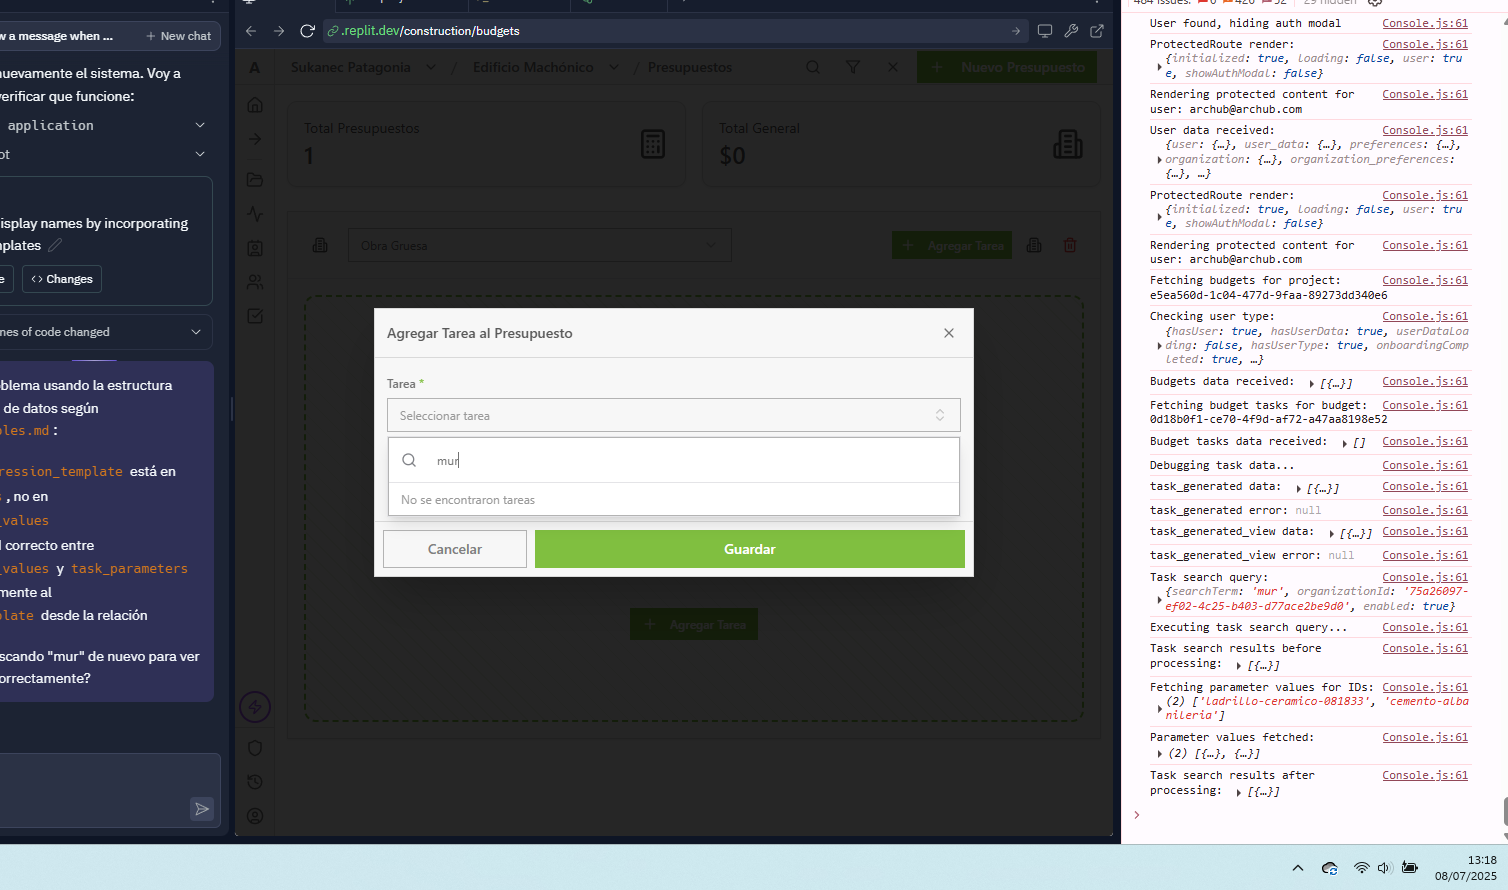 w a message when ...
+ New chat
nuevamente el sistema. Voy a
verificar que funcione:
application
ot
isplay names by incorporating
nplates
e
<> Changes
nes of code changed
oblema usando la estructura
de datos según
les.md :
ression_template está en
, no en
_values
l correcto entre
_values y task_parameters
mente al
late desde la relación
scando "mur" de nuevo para ver
orrectamente?
.replit.dev/construction/budgets
A
Sukanec Patagonia / Edificio Machónico / Presupuestos
+ Nuevo Presupuesto
Total Presupuestos
1
Total General
$0
Obra Gruesa
+ Agregar Tarea
Agregar Tarea al Presupuesto
Tarea *
Seleccionar tarea
mur
No se encontraron tareas
Cancelar
Guardar
+ Agregar Tarea
User found, hiding auth modal Console.js:61
ProtectedRoute render: Console.js:61
{initialized: true, loading: false, user: tru
e, showAuthModal: false}
Rendering protected content for Console.js:61
user: archub@archub.com
User data received: Console.js:61
{user: {…}, user_data: {…}, preferences: {…},
organization: {…}, organization_preferences:
{…}, …}
ProtectedRoute render: Console.js:61
{initialized: true, loading: false, user: tru
e, showAuthModal: false}
Rendering protected content for Console.js:61
user: archub@archub.com
Fetching budgets for project: Console.js:61
e5ea560d-1c04-477d-9faa-89273dd340e6
Checking user type: Console.js:61
{hasUser: true, hasUserData: true, userDataLoa
ding: false, hasUserType: true, onboardingComp
leted: true, …}
Budgets data received: [{…}] Console.js:61
Fetching budget tasks for budget: Console.js:61
0d18b0f1-ce70-4f9d-af72-a47aa8198e52
Budget tasks data received: [] Console.js:61
Debugging task data... Console.js:61
task_generated data: [{…}] Console.js:61
task_generated error: null Console.js:61
task_generated_view data: [{…}] Console.js:61
task_generated_view error: null Console.js:61
Task search query: Console.js:61
{searchTerm: 'mur', organizationId: '75a26097-
ef02-4c25-b403-d77ace2be9d0', enabled: true}
Executing task search query... Console.js:61
Task search results before Console.js:61
processing: [{…}]
Fetching parameter values for IDs: Console.js:61
(2) ['ladrillo-ceramico-081833', 'cemento-alba
nileria']
Parameter values fetched: Console.js:61
(2) [{…}, {…}]
Task search results after Console.js:61
processing: [{…}]
13:18
08/07/2025